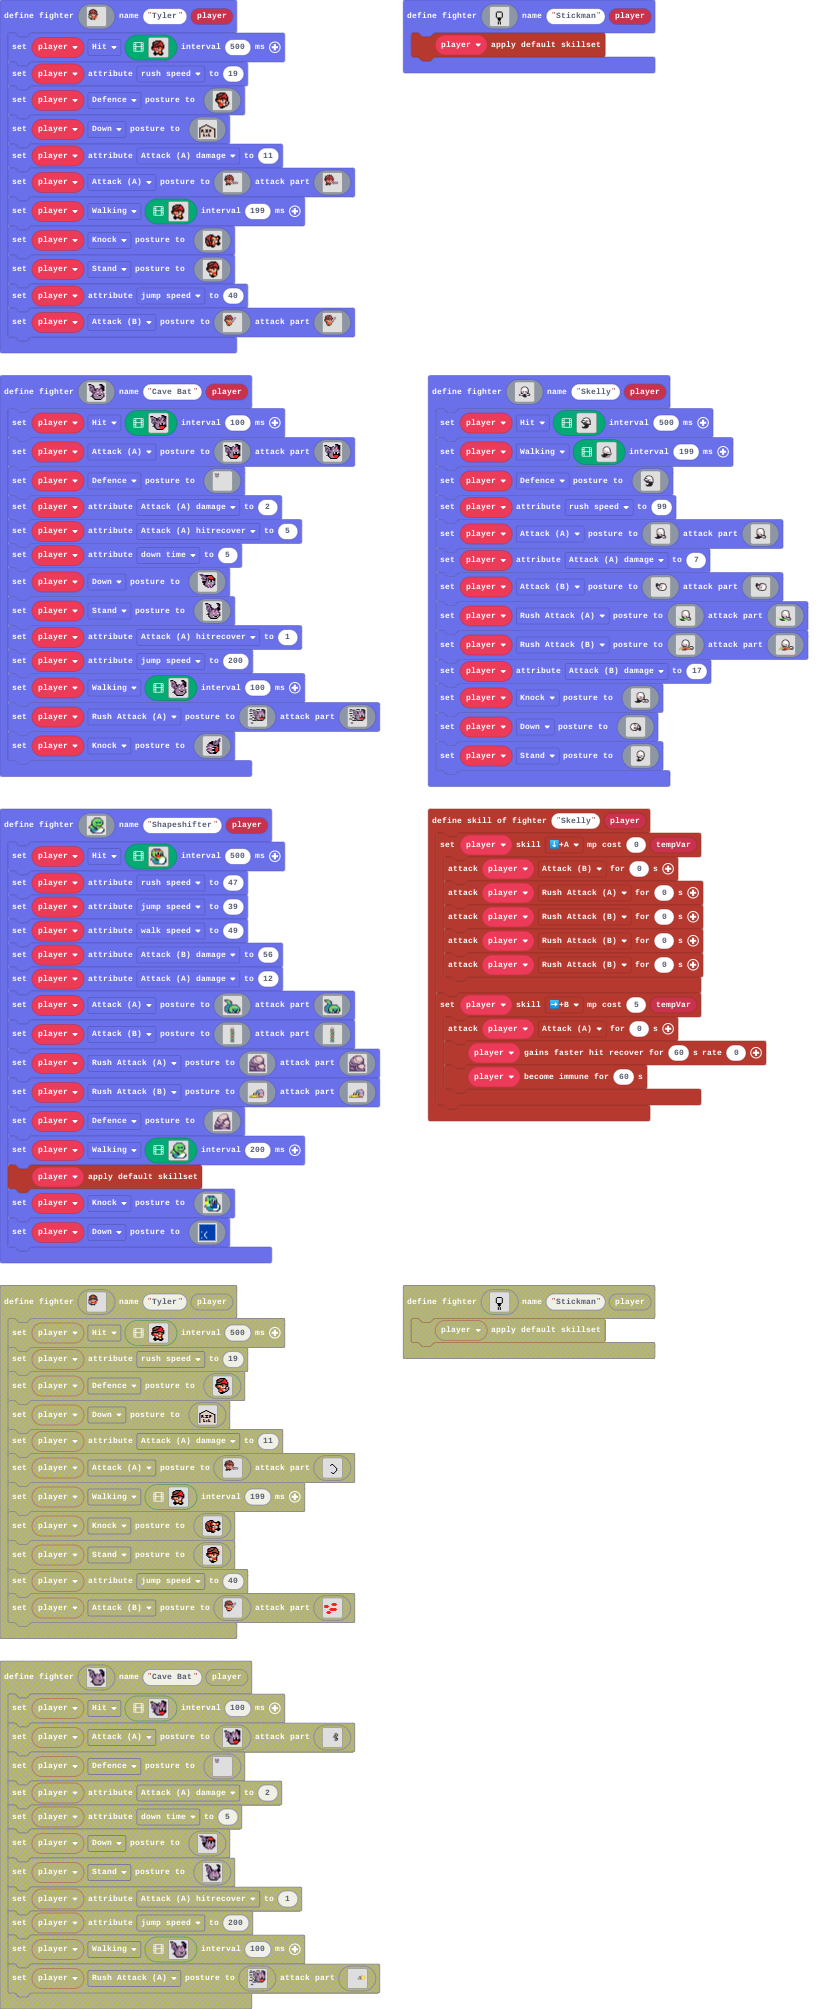 define fighter name "Tyler" player
set player Hit interval 500 ms
set player attribute rush speed to 19
set player Defence posture to
set player Down posture to
set player attribute Attack (A) damage to 11
set player Attack (A) posture to attack part
set player Walking interval 199 ms
set player Knock posture to
set player Stand posture to
set player attribute jump speed to 40
set player Attack (B) posture to attack part
define fighter name "Stickman" player
player apply default skillset
define fighter name "Cave Bat" player
set player Hit interval 100 ms
set player Attack (A) posture to attack part
set player Defence posture to
set player attribute Attack (A) damage to 2
set player attribute Attack (A) hitrecover to 5
set player attribute down time to 5
set player Down posture to
set player Stand posture to
set player attribute Attack (A) hitrecover to 1
set player attribute jump speed to 200
set player Walking interval 100 ms
set player Rush Attack (A) posture to attack part
set player Knock posture to
define fighter name "Skelly" player
set player Hit interval 500 ms
set player Walking interval 199 ms
set player Defence posture to
set player attribute rush speed to 99
set player Attack (A) posture to attack part
set player attribute Attack (A) damage to 7
set player Attack (B) posture to attack part
set player Rush Attack (A) posture to attack part
set player Rush Attack (B) posture to attack part
set player attribute Attack (B) damage to 17
set player Knock posture to
set player Down posture to
set player Stand posture to
define fighter name "Shapeshifter" player
set player Hit interval 500 ms
set player attribute rush speed to 47
set player attribute jump speed to 39
set player attribute walk speed to 49
set player attribute Attack (B) damage to 56
set player attribute Attack (A) damage to 12
set player Attack (A) posture to attack part
set player Attack (B) posture to attack part
set player Rush Attack (A) posture to attack part
set player Rush Attack (B) posture to attack part
set player Defence posture to
set player Walking interval 200 ms
player apply default skillset
set player Knock posture to
set player Down posture to
define skill of fighter "Skelly" player
set player skill ⬇️+A mp cost 0 tempVar
attack player Attack (B) for 0 s
attack player Rush Attack (A) for 0 s
attack player Rush Attack (B) for 0 s
attack player Rush Attack (B) for 0 s
attack player Rush Attack (B) for 0 s
set player skill ➡️+B mp cost 5 tempVar
attack player Attack (A) for 0 s
player gains faster hit recover for 60 s rate 0
player become immune for 60 s
define fighter name "Tyler" player
set player Hit interval 500 ms
set player attribute rush speed to 19
set player Defence posture to
set player Down posture to
set player attribute Attack (A) damage to 11
set player Attack (A) posture to attack part
set player Walking interval 199 ms
set player Knock posture to
set player Stand posture to
set player attribute jump speed to 40
set player Attack (B) posture to attack part
define fighter name "Stickman" player
player apply default skillset
define fighter name "Cave Bat" player
set player Hit interval 100 ms
set player Attack (A) posture to attack part
set player Defence posture to
set player attribute Attack (A) damage to 2
set player attribute down time to 5
set player Down posture to
set player Stand posture to
set player attribute Attack (A) hitrecover to 1
set player attribute jump speed to 200
set player Walking interval 100 ms
set player Rush Attack (A) posture to attack part